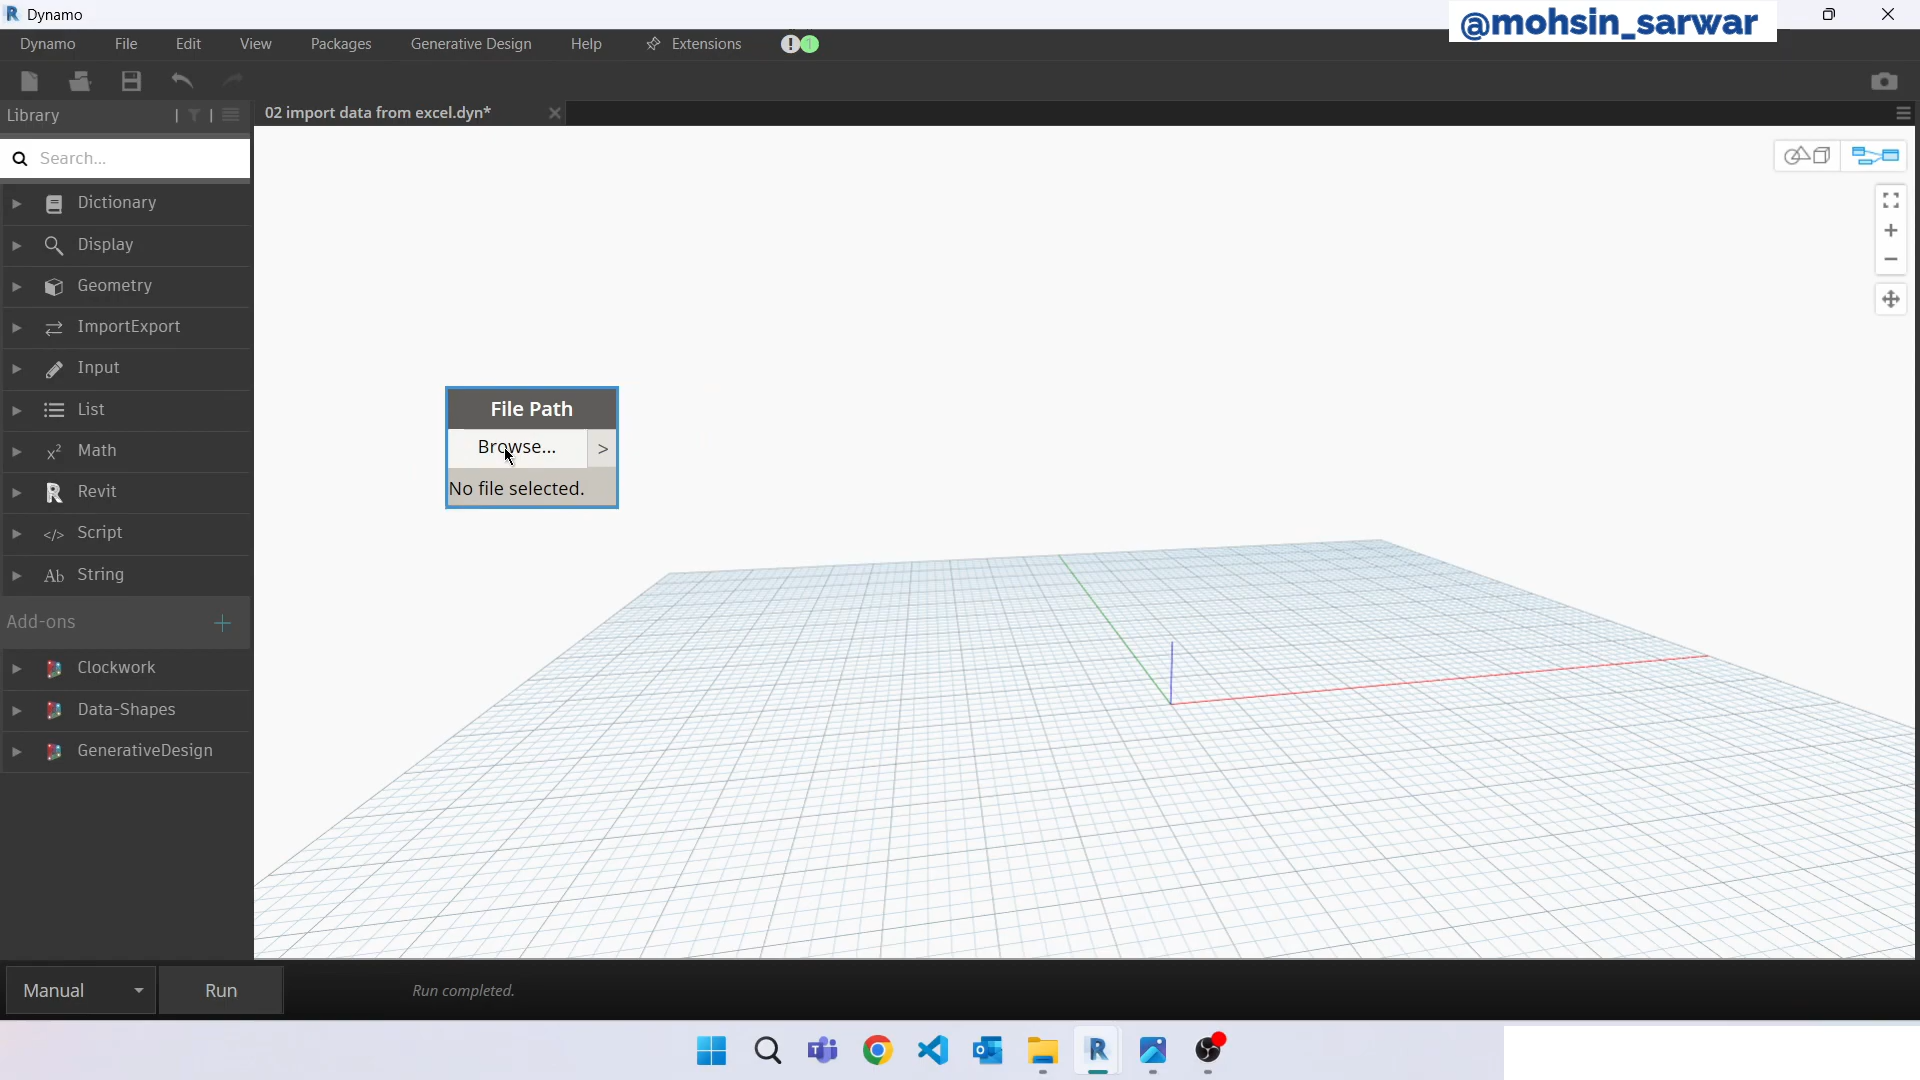 Dynamo
@mohsin_sarwar
Dynamo File Edit View Packages Generative Design Help Extensions
Library
02 import data from excel.dyn*
Search...
Dictionary
Display
Geometry
ImportExport
Input
List
Math
Revit
Script
String
Add-ons
Clockwork
Data-Shapes
GenerativeDesign
File Path
Browse... >
No file selected.
Manual Run Run completed.